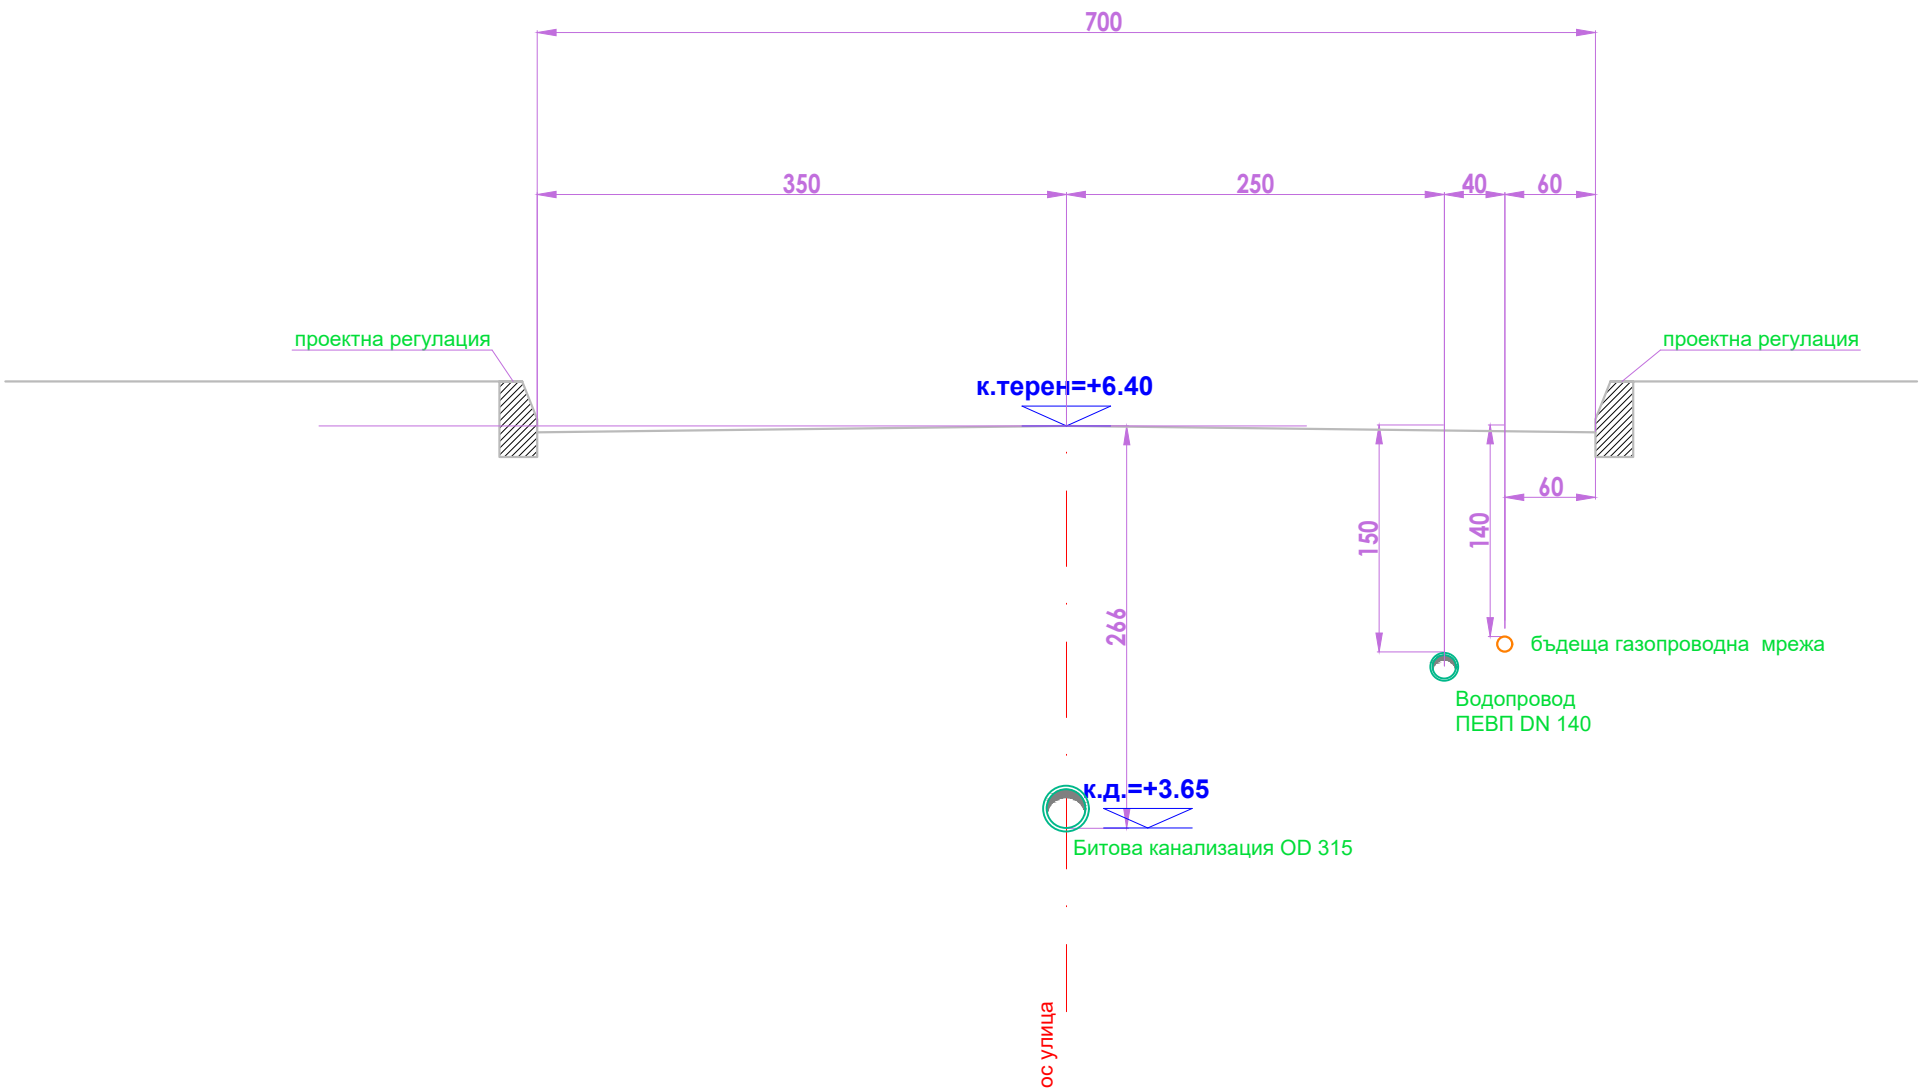 700
350
250
40
60
проектна регулация
проектна регулация
к.терен=+6.40
60
150
140
266
бъдеща газопроводна мрежа
Водопровод
ПЕВП DN 140
к.д.=+3.65
Битова канализация OD 315
ос улица